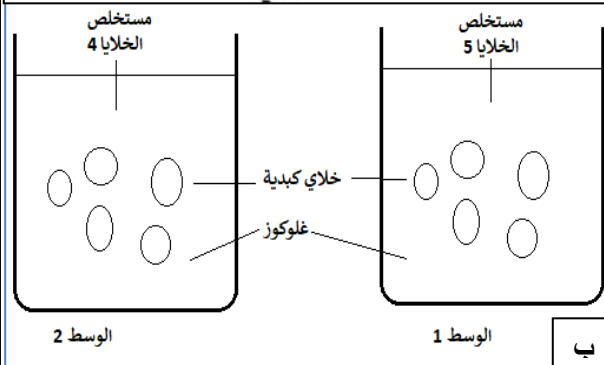 مستخلص
الخلايا 5
مستخلص
الخلايا 4
خلاي كبدية
غلوكوز
الوسط 1
الوسط 2
ب